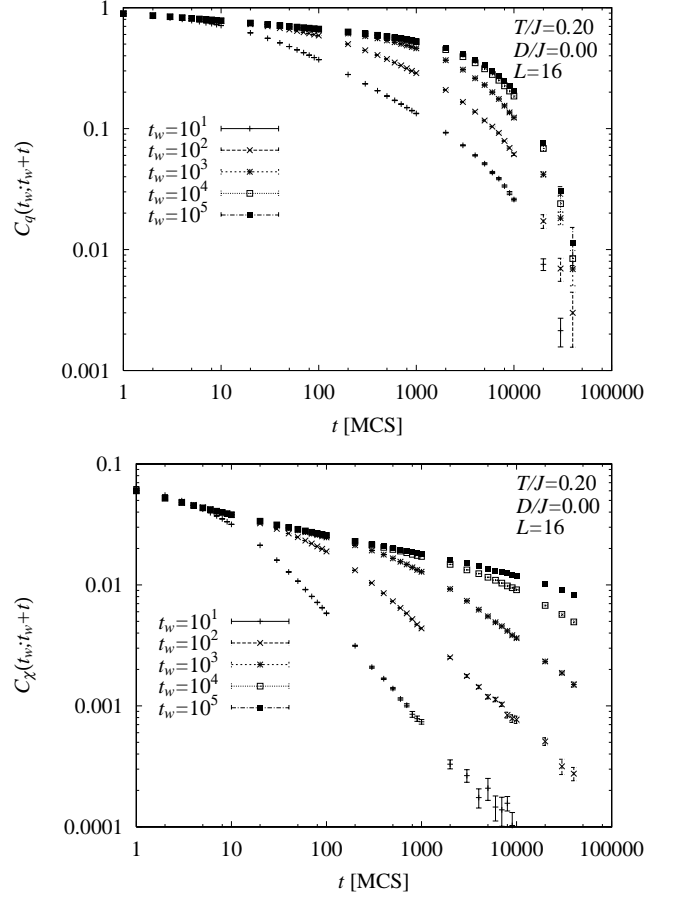 1
0.1
0.01
0.001
C_q(t_w;t_w+t)
T/J=0.20
D/J=0.00
L=16
t_w=10^1
t_w=10^2
t_w=10^3
t_w=10^4
t_w=10^5
1 10 100 1000 10000 100000
t [MCS]
0.1
0.01
0.001
0.0001
C_χ(t_w;t_w+t)
T/J=0.20
D/J=0.00
L=16
t_w=10^1
t_w=10^2
t_w=10^3
t_w=10^4
t_w=10^5
1 10 100 1000 10000 100000
t [MCS]